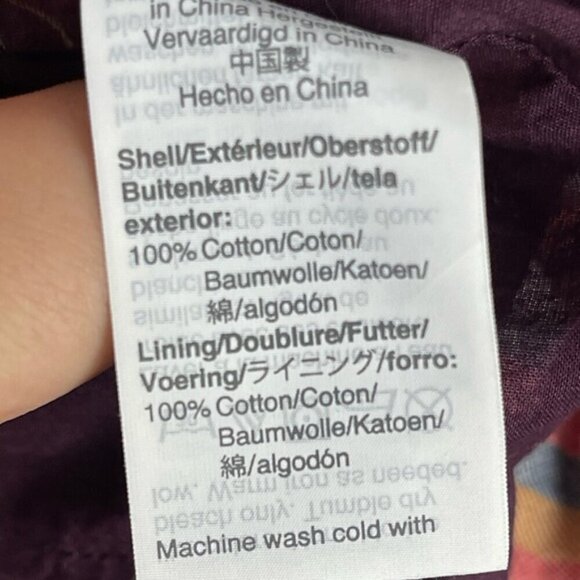 in China Hergestellt
Vervaardigd in China
中国製
Hecho en China
Shell/Extérieur/Oberstoff/
Buitenkant/シェル/tela
exterior:
100% Cotton/Coton/
Baumwolle/Katoen/
綿/algodón
Lining/Doublure/Futter/
Voering/ライニング/forro:
100% Cotton/Coton/
Baumwolle/Katoen/
綿/algodón
Machine wash cold with